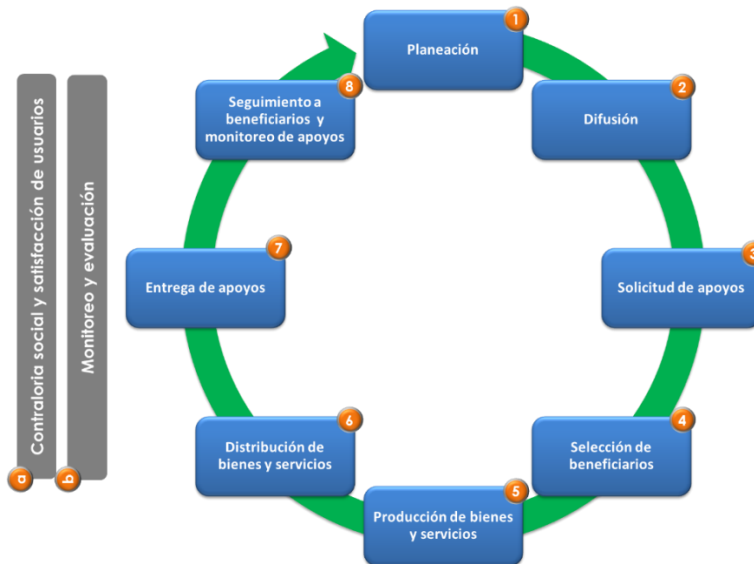 1
Planeación
2
Difusión
3
Solicitud de apoyos
4
Selección de
beneficiarios
5
Producción de bienes
y servicios
6
Distribución de
bienes y servicios
7
Entrega de apoyos
8
Seguimiento a
beneficiarios y
monitoreo de apoyos
a
Contraloría social y satisfacción de usuarios
b
Monitoreo y evaluación